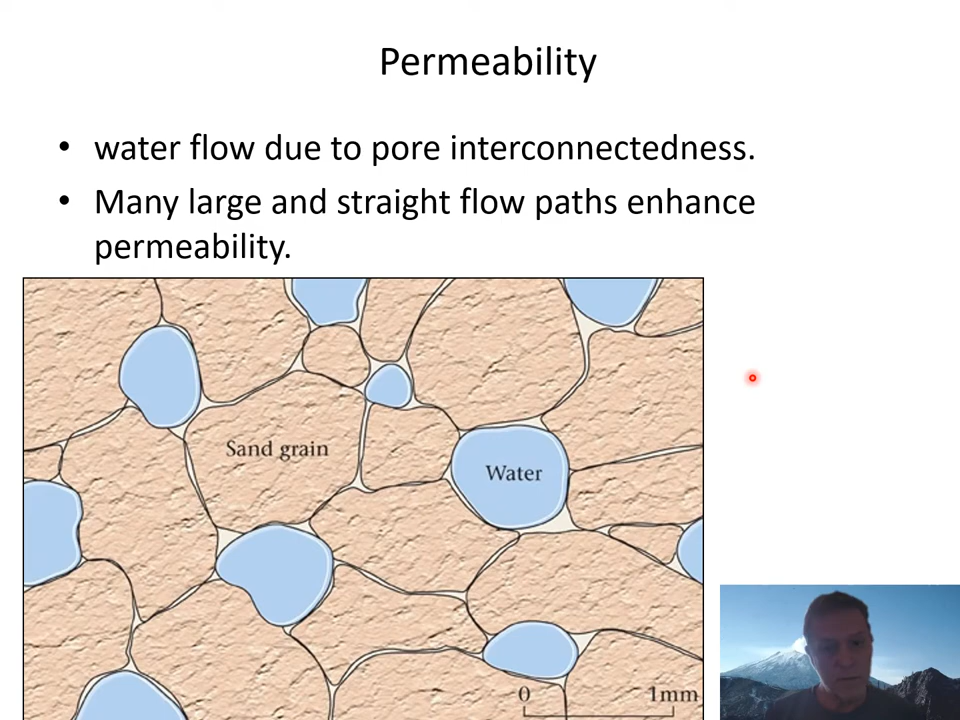 Permeability
• water flow due to pore interconnectedness.
• Many large and straight flow paths enhance
permeability.
Sand grain
Water
0 1mm